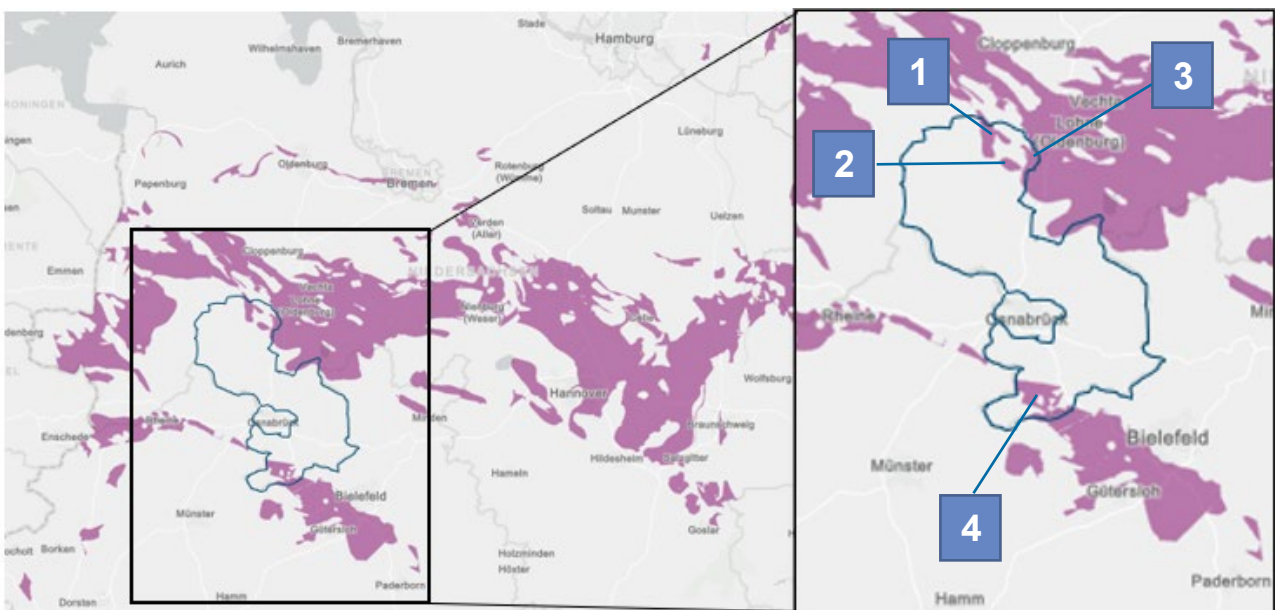 Stade
Hamburg
Bremerhaven
Wilhelmshaven
Aurich
Lüneburg
Oldenburg
BREMEN
Bremen
Rotenburg
(Wümme)
Papenburg
Soltau
Munster
Uelzen
Verden
(Aller)
Cloppenburg
Emmen
Vechta
Lohne
(Oldenburg)
Nienburg
(Weser)
Celle
Wolfsburg
Hannover
Rheine
Osnabrück
Minden
Braunschweig
Enschede
Hildesheim
Salzgitter
Hameln
Bielefeld
Münster
Gütersloh
Goslar
ocholt
Borken
Holzminden
Höxter
Paderborn
Hamm
Dorsten
Cloppenburg
1
3
Vechta
Lohne
(Oldenburg)
2
Rheine
Osnabrück
Bielefeld
Münster
Gütersloh
4
Paderborn
Hamm